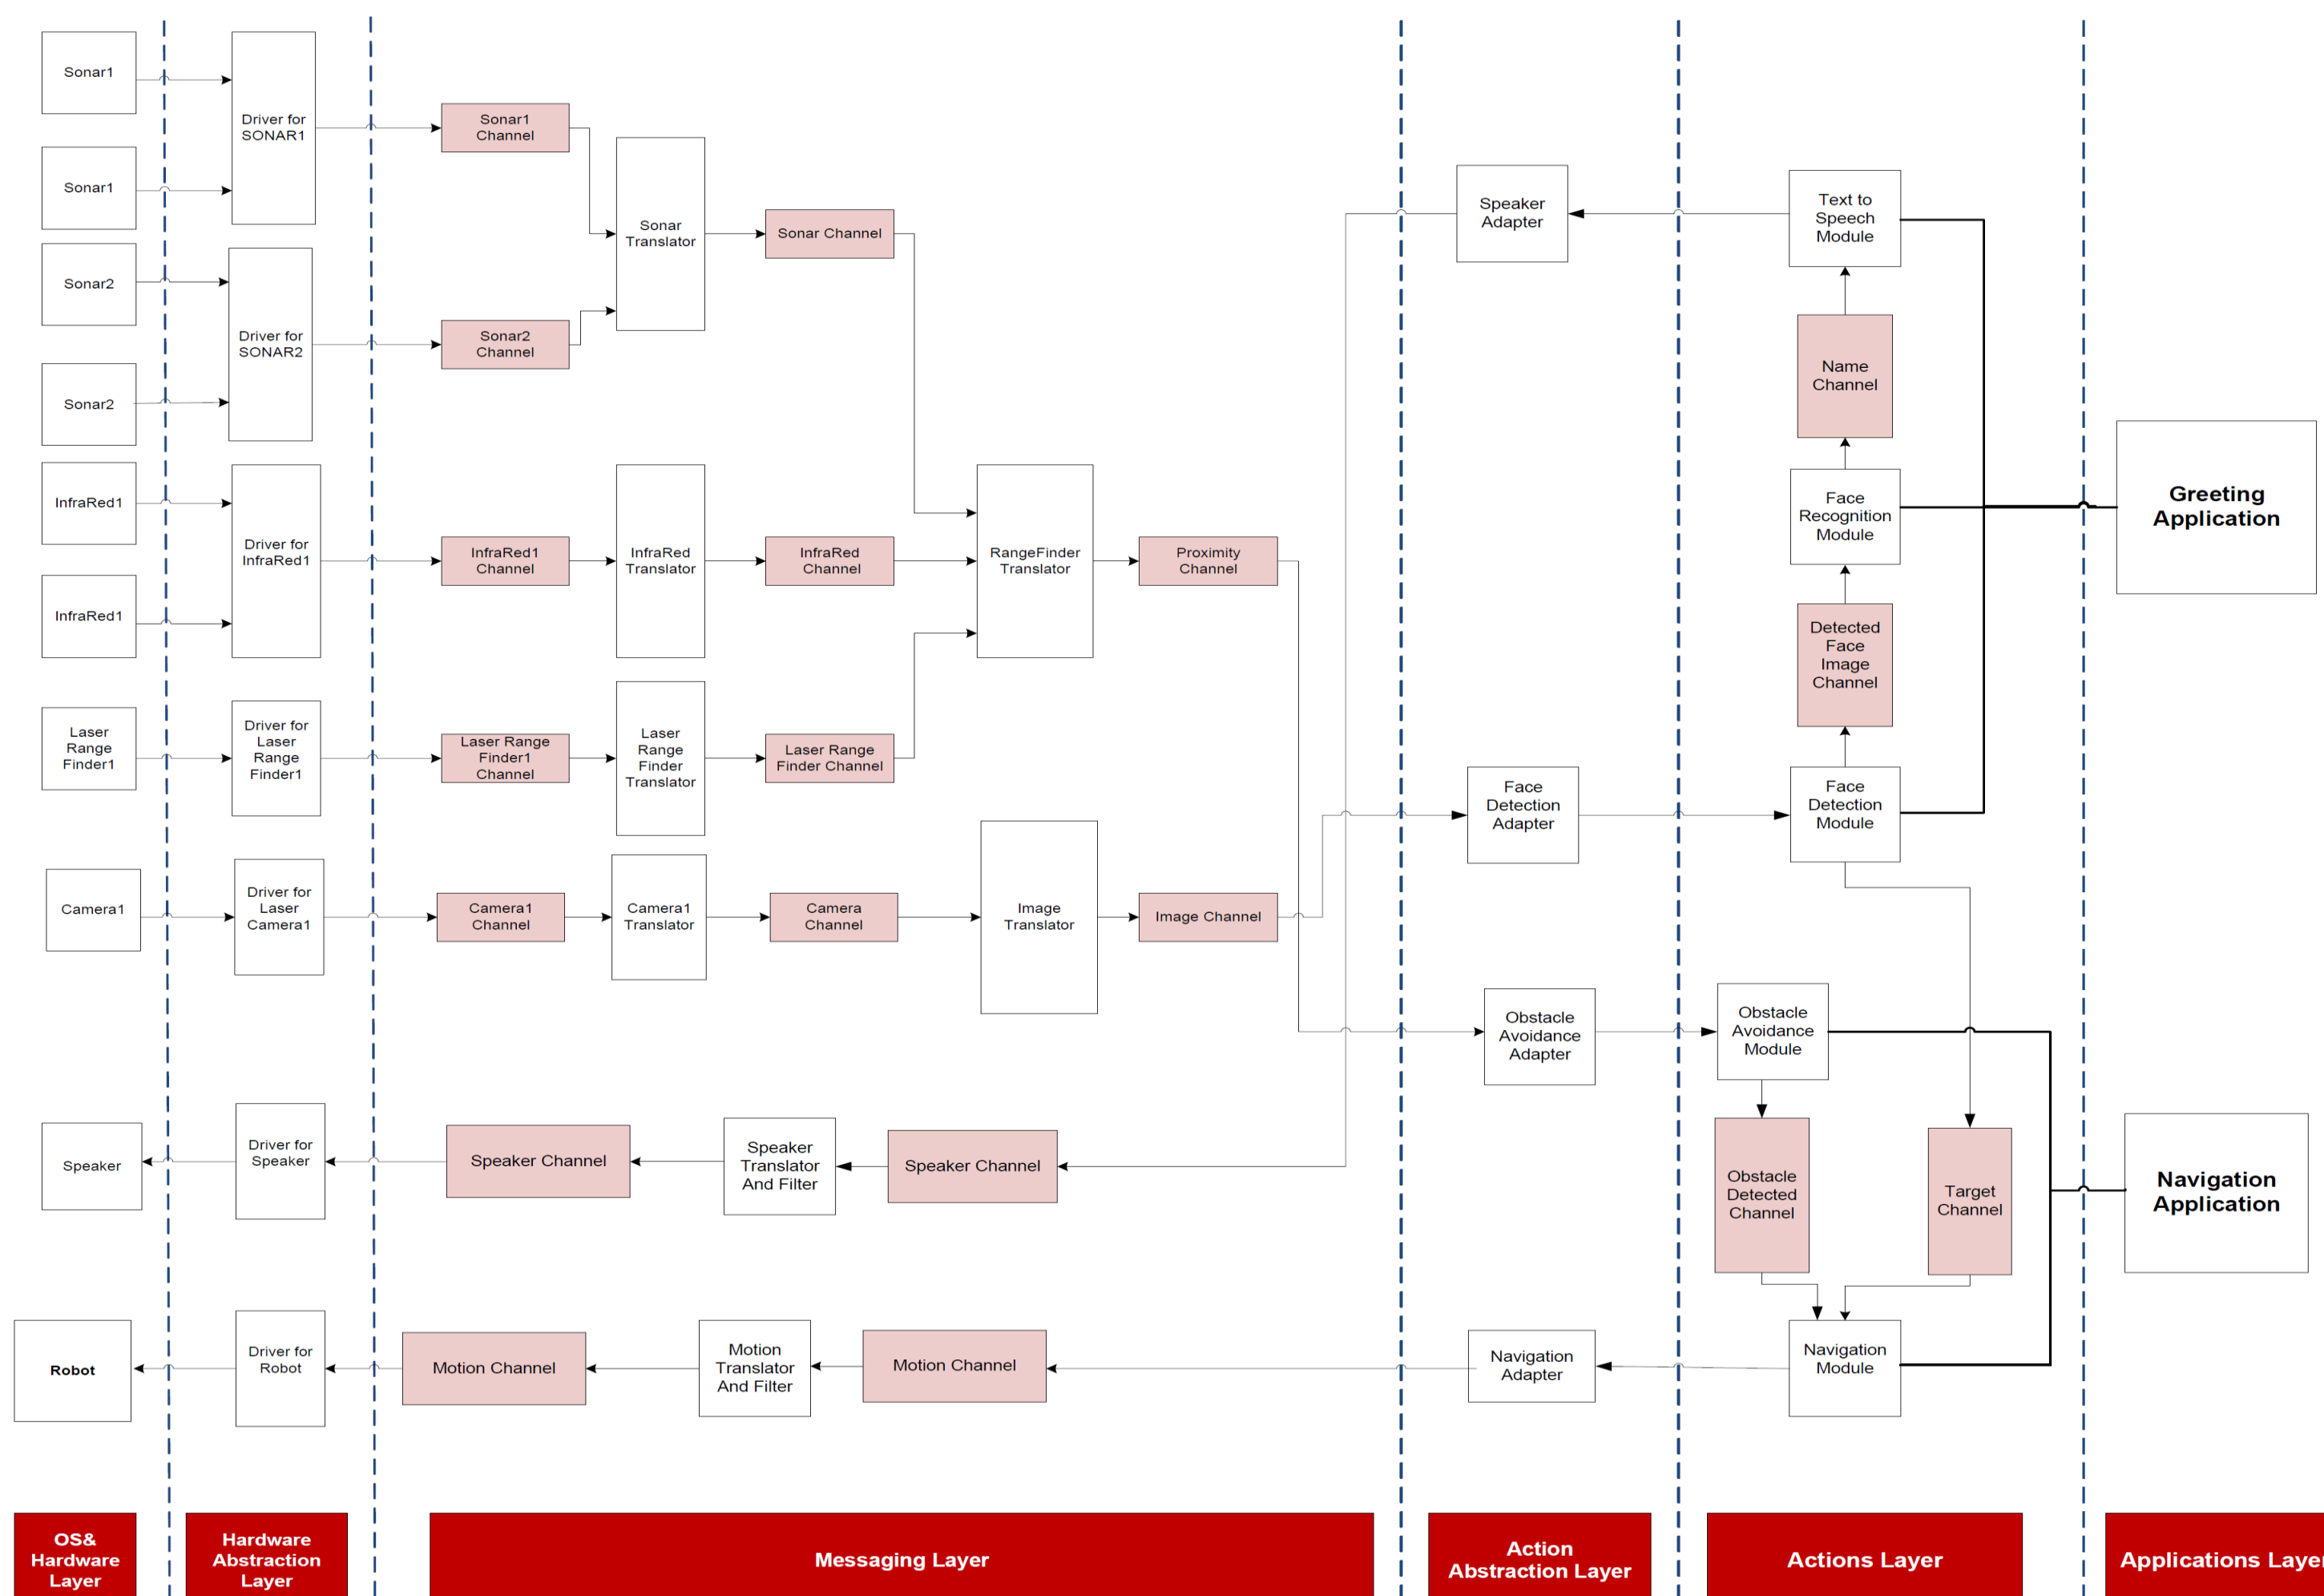 Sonar1
Sonar1
Sonar2
Sonar2
InfraRed1
InfraRed1
Laser
Range
Finder1
Camera1
Speaker
Robot
Driver for
SONAR1
Driver for
SONAR2
Driver for
InfraRed1
Driver for
Laser
Range
Finder1
Driver for
Laser
Camera1
Driver for
Speaker
Driver for
Robot
Sonar1
Channel
Sonar2
Channel
InfraRed1
Channel
Laser Range
Finder1
Channel
Camera1
Channel
Speaker Channel
Motion Channel
Sonar
Translator
InfraRed
Translator
Laser
Range
Finder
Translator
Camera1
Translator
Speaker
Translator
And Filter
Motion
Translator
And Filter
Sonar Channel
InfraRed
Channel
Laser Range
Finder Channel
Camera
Channel
Speaker Channel
Motion Channel
RangeFinder
Translator
Image
Translator
Proximity
Channel
Image Channel
Speaker
Adapter
Face
Detection
Adapter
Obstacle
Avoidance
Adapter
Navigation
Adapter
Text to
Speech
Module
Name
Channel
Face
Recognition
Module
Detected
Face
Image
Channel
Face
Detection
Module
Obstacle
Avoidance
Module
Obstacle
Detected
Channel
Target
Channel
Navigation
Module
Greeting
Application
Navigation
Application
OS&
Hardware
Layer
Hardware
Abstraction
Layer
Messaging Layer
Action
Abstraction Layer
Actions Layer
Applications Layer